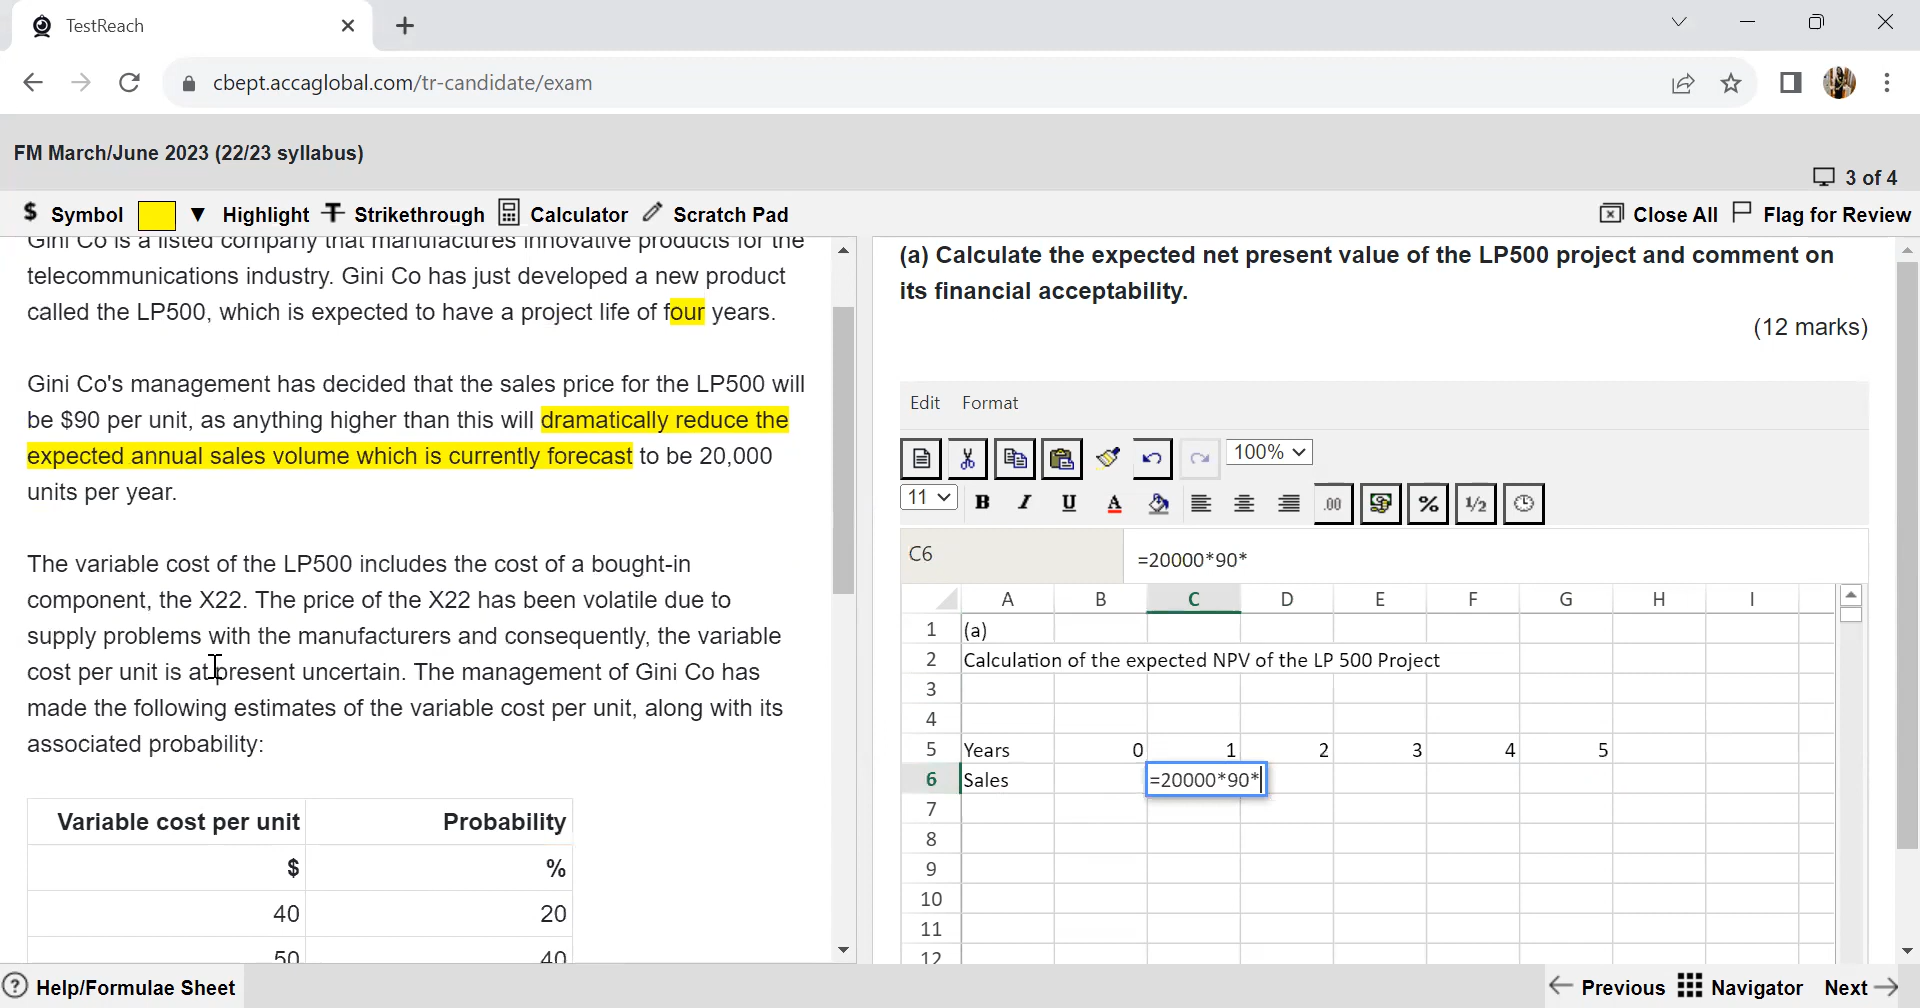 TestReach
cbept.accaglobal.com/tr-candidate/exam
FM March/June 2023 (22/23 syllabus)
3 of 4
$ Symbol ▼ Highlight Strikethrough Calculator Scratch Pad
Close All Flag for Review
Gini Co is a listed company that manufactures innovative products for the
telecommunications industry. Gini Co has just developed a new product
called the LP500, which is expected to have a project life of four years.
Gini Co's management has decided that the sales price for the LP500 will
be $90 per unit, as anything higher than this will dramatically reduce the
expected annual sales volume which is currently forecast to be 20,000
units per year.
The variable cost of the LP500 includes the cost of a bought-in
component, the X22. The price of the X22 has been volatile due to
supply problems with the manufacturers and consequently, the variable
cost per unit is at present uncertain. The management of Gini Co has
made the following estimates of the variable cost per unit, along with its
associated probability:
Variable cost per unit Probability
$ %
40 20
50 40
(a) Calculate the expected net present value of the LP500 project and comment on
its financial acceptability.
(12 marks)
Edit Format
100%
11 B I U A .00 % 1/2
C6 =20000*90*
A B C D E F G H I
1 (a)
2 Calculation of the expected NPV of the LP 500 Project
3
4
5 Years 0 1 2 3 4 5
6 Sales =20000*90*
7
8
9
10
11
12
? Help/Formulae Sheet
Previous Navigator Next